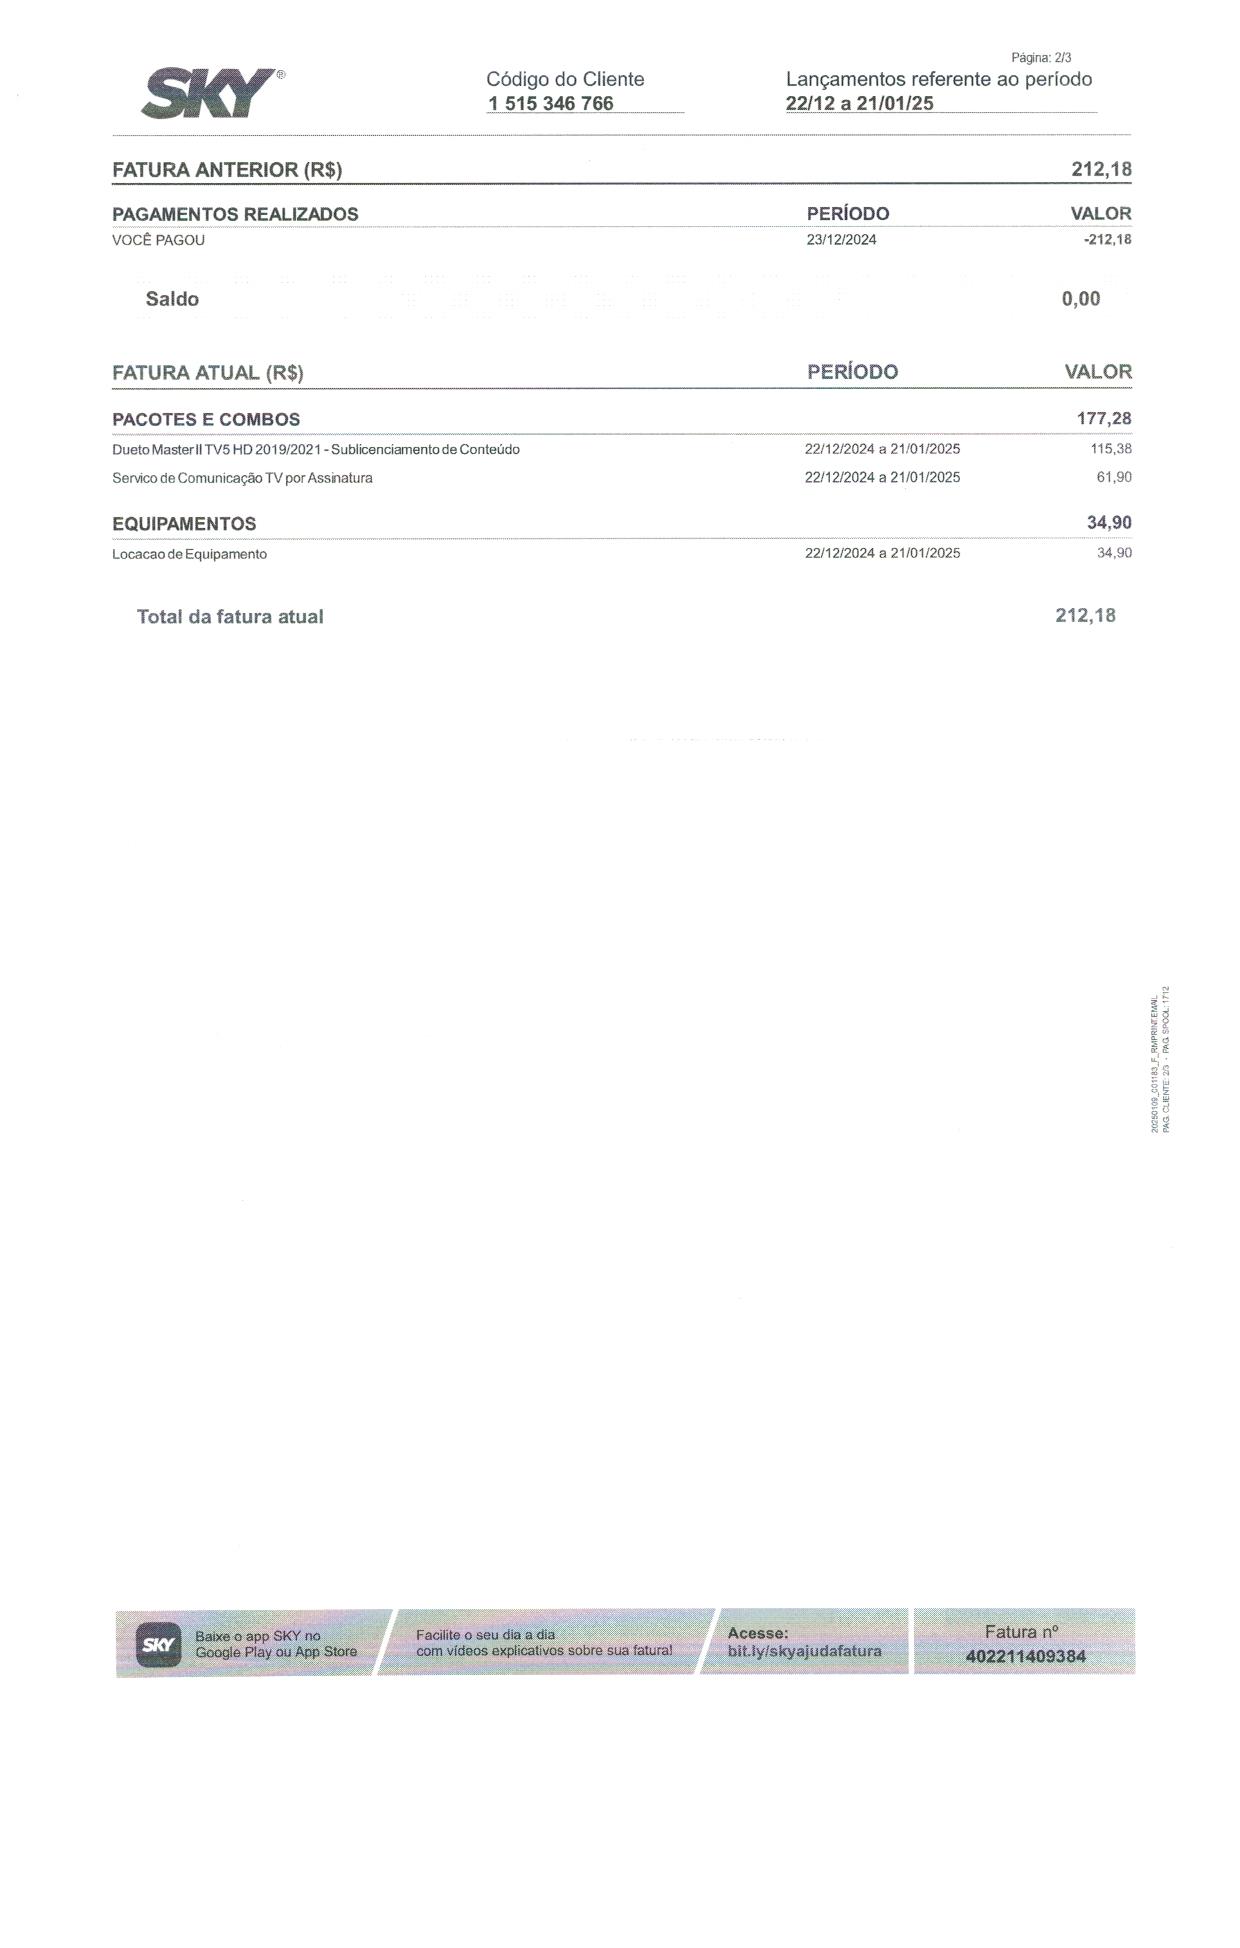 Página: 2/3
SKY®
Código do Cliente
1 515 346 766
Lançamentos referente ao período
22/12 a 21/01/25
FATURA ANTERIOR (R$) 212,18
PAGAMENTOS REALIZADOS PERÍODO VALOR
VOCÊ PAGOU 23/12/2024 -212,18
Saldo 0,00
FATURA ATUAL (R$) PERÍODO VALOR
PACOTES E COMBOS 177,28
Dueto Master II TV5 HD 2019/2021 - Sublicenciamento de Conteúdo 22/12/2024 a 21/01/2025 115,38
Servico de Comunicação TV por Assinatura 22/12/2024 a 21/01/2025 61,90
EQUIPAMENTOS 34,90
Locacao de Equipamento 22/12/2024 a 21/01/2025 34,90
Total da fatura atual 212,18
20250109_C01183_F_RMPRINT.EMAIL
PAG. CLIENTE: 2/3 - PAG. SPOOL: 1712
SKY
Baixe o app SKY no
Google Play ou App Store
Facilite o seu dia a dia
com vídeos explicativos sobre sua fatura!
Acesse:
bit.ly/skyajudafatura
Fatura nº
402211409384